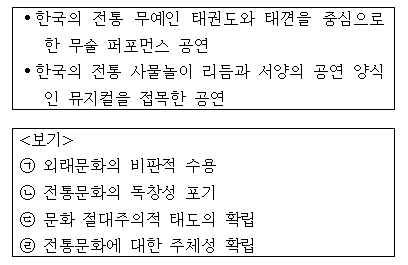 •한국의 전통 무예인 태권도와 태꼈을 중심으로
한 무술 퍼포먼스 공연
•한국의 전통 사물놀이 리듬과 서양의 공연 양식
인 뮤지컬을 접목한 공연
<보기>
㉠ 외래문화의 비판적 수용
㉡ 전통문화의 독창성 포기
㉢ 문화 절대주의적 태도의 확립
㉣ 전통문화에 대한 주체성 확립